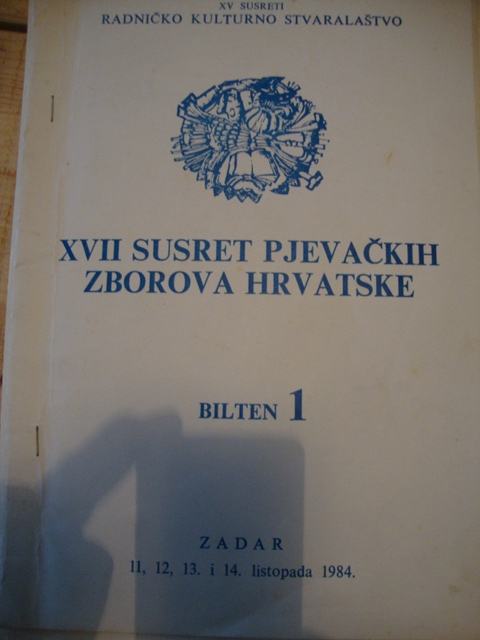 XV SUSRETI
RADNIČKO KULTURNO STVARALAŠTVO
XVII SUSRET PJEVAČKIH
ZBOROVA HRVATSKE
BILTEN 1
ZADAR
11, 12, 13. i 14. listopada 1984.